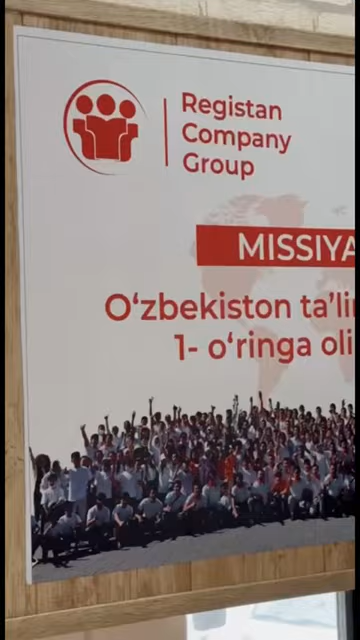 Registan
Company
Group
MISSIYA
O‘zbekiston ta’li
1- o‘ringa oli